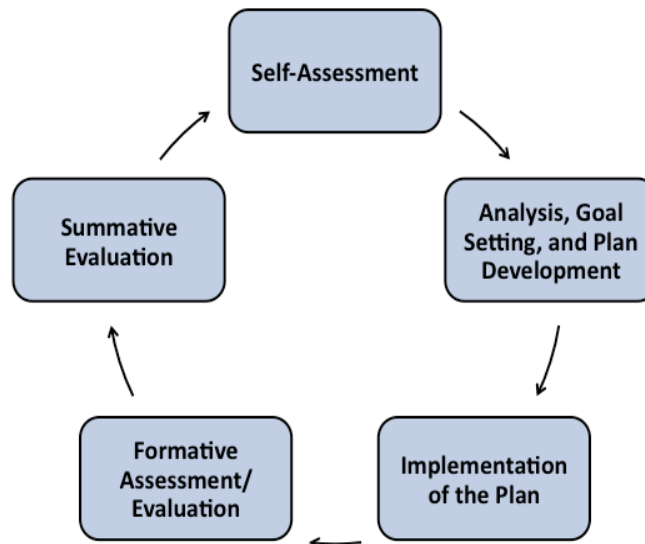 Self-Assessment
Analysis, Goal
Setting, and Plan
Development
Implementation
of the Plan
Formative
Assessment/
Evaluation
Summative
Evaluation